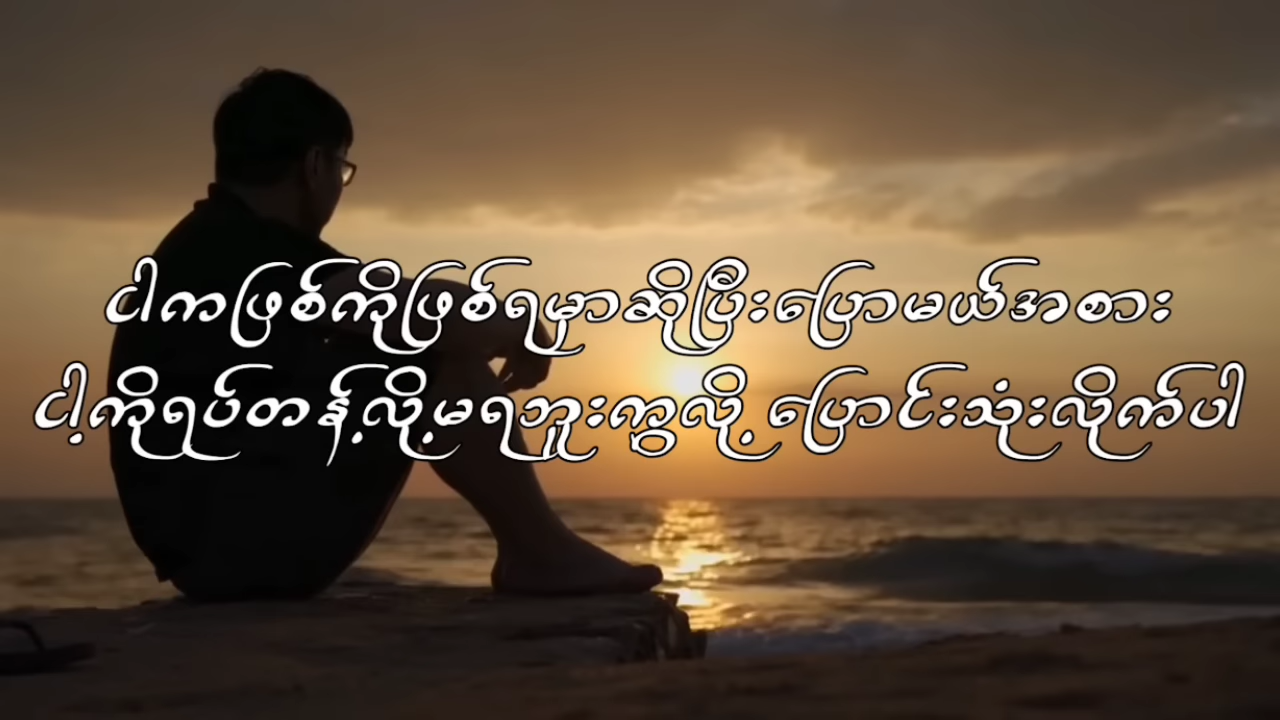 ငါကဖြစ်ကိုဖြစ်ရမှာဆိုပြီးပြောမယ်အစား
ငါ့ကိုရပ်တန့်လို့မရဘူးကွလို့ ပြောင်းသုံးလိုက်ပါ